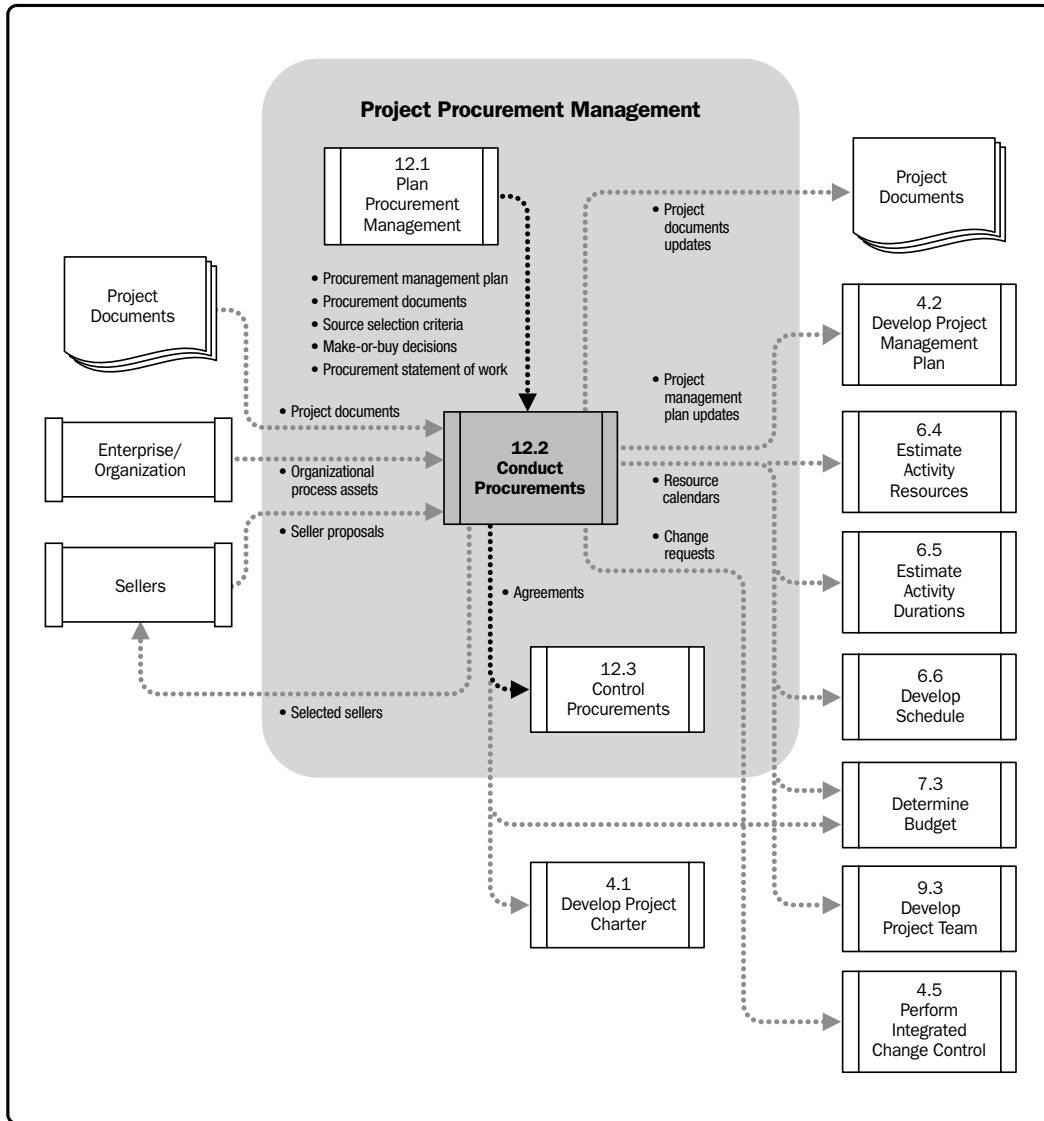 Project Procurement Management
12.1
Plan
Procurement
Management
Project
Documents
• Project
documents
updates
Project
Documents
• Procurement management plan
• Procurement documents
• Source selection criteria
• Make-or-buy decisions
• Procurement statement of work
4.2
Develop Project
Management
Plan
• Project
management
plan updates
• Project documents
Enterprise/
Organization
• Organizational
process assets
12.2
Conduct
Procurements
• Resource
calendars
6.4
Estimate
Activity
Resources
• Seller proposals
• Change
requests
Sellers
• Agreements
6.5
Estimate
Activity
Durations
12.3
Control
Procurements
6.6
Develop
Schedule
• Selected sellers
7.3
Determine
Budget
4.1
Develop Project
Charter
9.3
Develop
Project Team
4.5
Perform
Integrated
Change Control